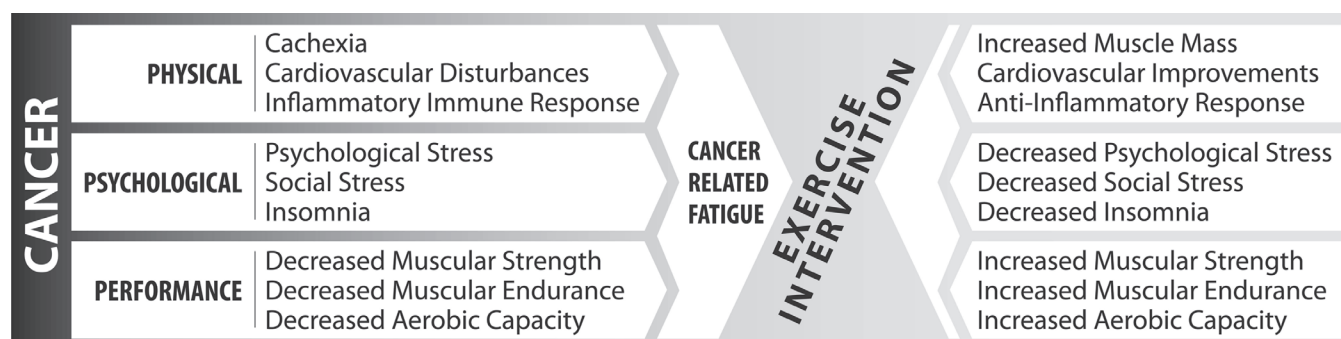 CANCER
PHYSICAL
Cachexia
Cardiovascular Disturbances
Inflammatory Immune Response
PSYCHOLOGICAL
Psychological Stress
Social Stress
Insomnia
PERFORMANCE
Decreased Muscular Strength
Decreased Muscular Endurance
Decreased Aerobic Capacity
CANCER
RELATED
FATIGUE
EXERCISE
INTERVENTION
Increased Muscle Mass
Cardiovascular Improvements
Anti-Inflammatory Response
Decreased Psychological Stress
Decreased Social Stress
Decreased Insomnia
Increased Muscular Strength
Increased Muscular Endurance
Increased Aerobic Capacity